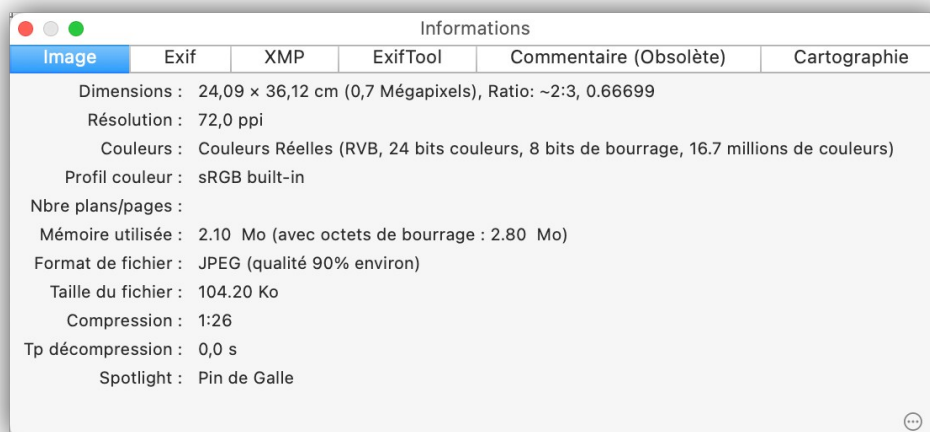 Informations
Image Exif XMP ExifTool Commentaire (Obsolète) Cartographie
Dimensions : 24,09 × 36,12 cm (0,7 Mégapixels), Ratio: ~2:3, 0.66699
Résolution : 72,0 ppi
Couleurs : Couleurs Réelles (RVB, 24 bits couleurs, 8 bits de bourrage, 16.7 millions de couleurs)
Profil couleur : sRGB built-in
Nbre plans/pages :
Mémoire utilisée : 2.10 Mo (avec octets de bourrage : 2.80 Mo)
Format de fichier : JPEG (qualité 90% environ)
Taille du fichier : 104.20 Ko
Compression : 1:26
Tp décompression : 0,0 s
Spotlight : Pin de Galle